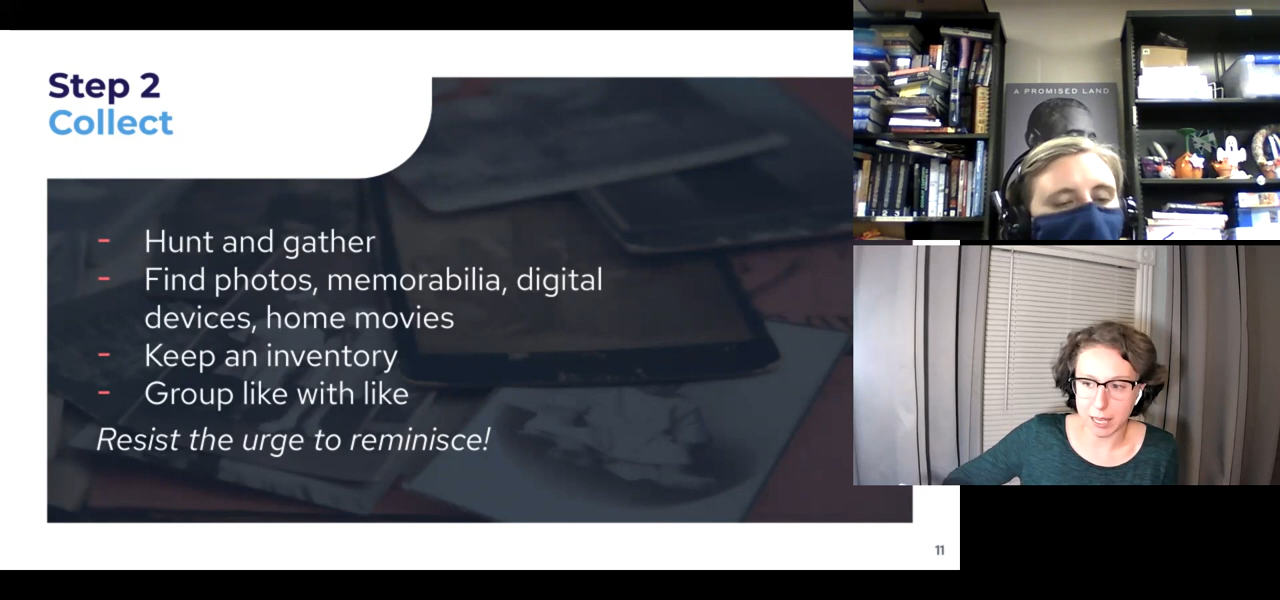 Step 2
Collect
- Hunt and gather
- Find photos, memorabilia, digital
devices, home movies
- Keep an inventory
- Group like with like
Resist the urge to reminisce!
11
A PROMISED LAND